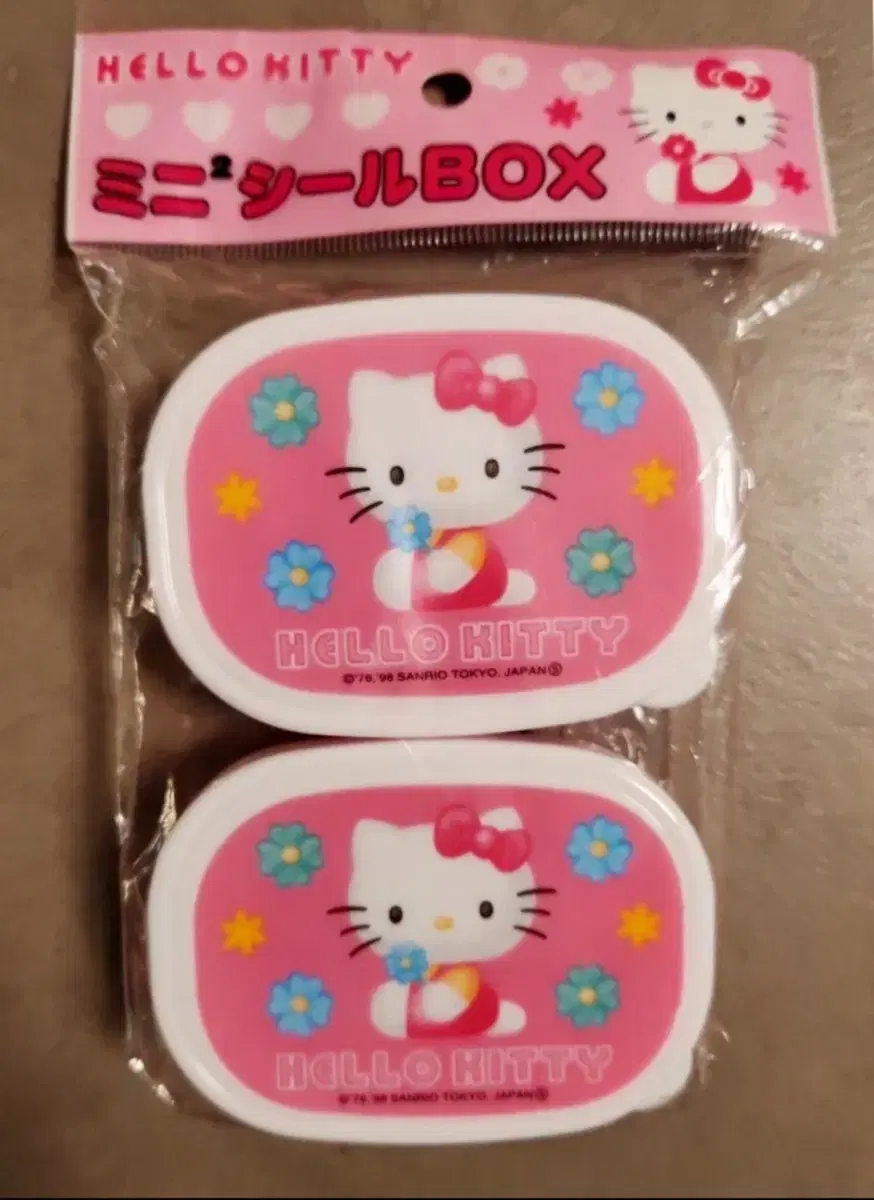 HELLO KITTY
ミニ²シールBOX
HELLO KITTY
©'76,'98 SANRIO TOKYO, JAPAN Ⓢ
HELLO KITTY
©'76,'98 SANRIO TOKYO, JAPAN Ⓢ